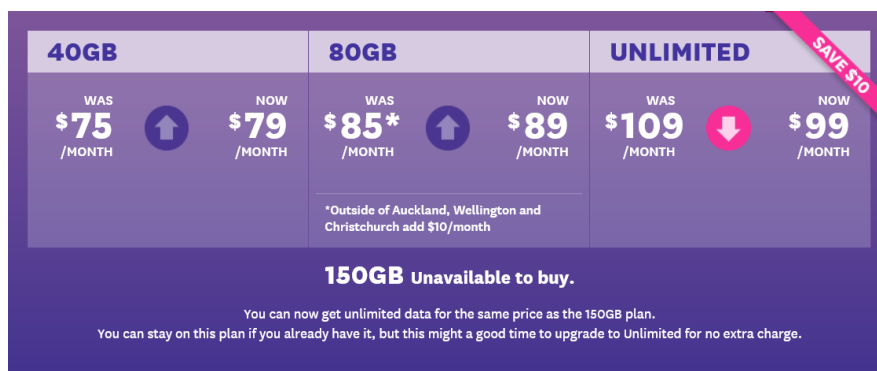 40GB
WAS
$75
/MONTH
NOW
$79
/MONTH
80GB
WAS
$85*
/MONTH
NOW
$89
/MONTH
*Outside of Auckland, Wellington and
Christchurch add $10/month
UNLIMITED
SAVE $10
WAS
$109
/MONTH
NOW
$99
/MONTH
150GB Unavailable to buy.
You can now get unlimited data for the same price as the 150GB plan.
You can stay on this plan if you already have it, but this might a good time to upgrade to Unlimited for no extra charge.